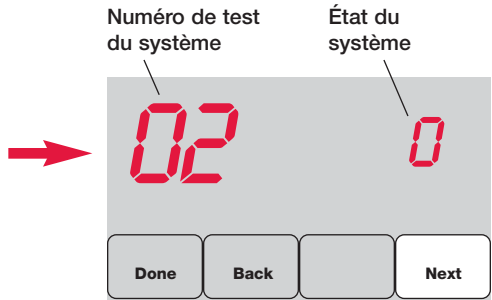 Numéro de test
du système
État du
système
02 0
Done Back Next